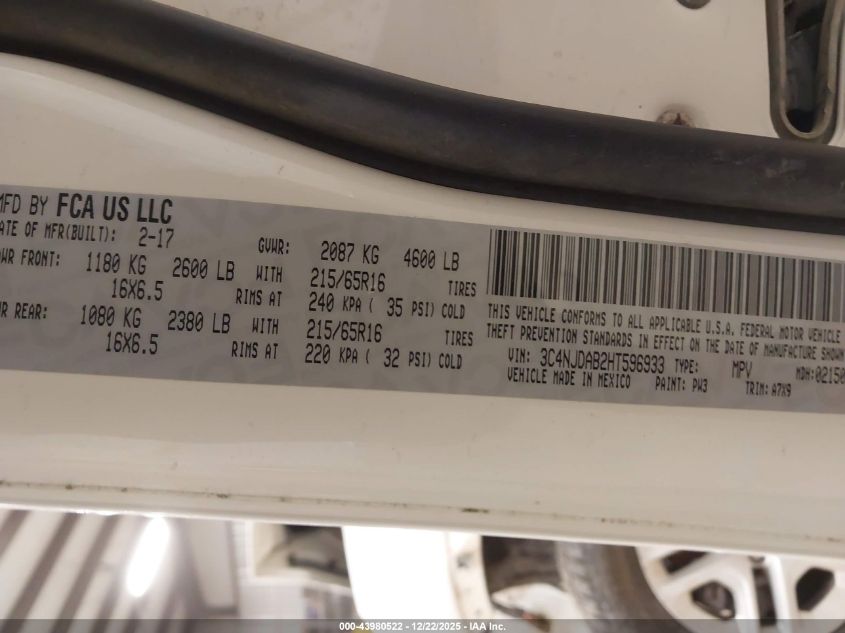 MFD BY FCA US LLC
ATE OF MFR(BUILT): 2-17 GVWR: 2087 KG 4600 LB
WR FRONT: 1180 KG 2600 LB WITH 215/65R16 TIRES
16X6.5 RIMS AT 240 KPA ( 35 PSI) COLD
R REAR: 1080 KG 2380 LB WITH 215/65R16 TIRES
16X6.5 RIMS AT 220 KPA ( 32 PSI) COLD
THIS VEHICLE CONFORMS TO ALL APPLICABLE U.S.A. FEDERAL MOTOR VEHICLE
THEFT PREVENTION STANDARDS IN EFFECT ON THE DATE OF MANUFACTURE SHOWN
VIN: 3C4NJDAB2HT596933 TYPE: MPV MDH:02150
VEHICLE MADE IN MEXICO PAINT: PW3 TRIM: A7X9
000-43980522 - 12/22/2025 - IAA Inc.